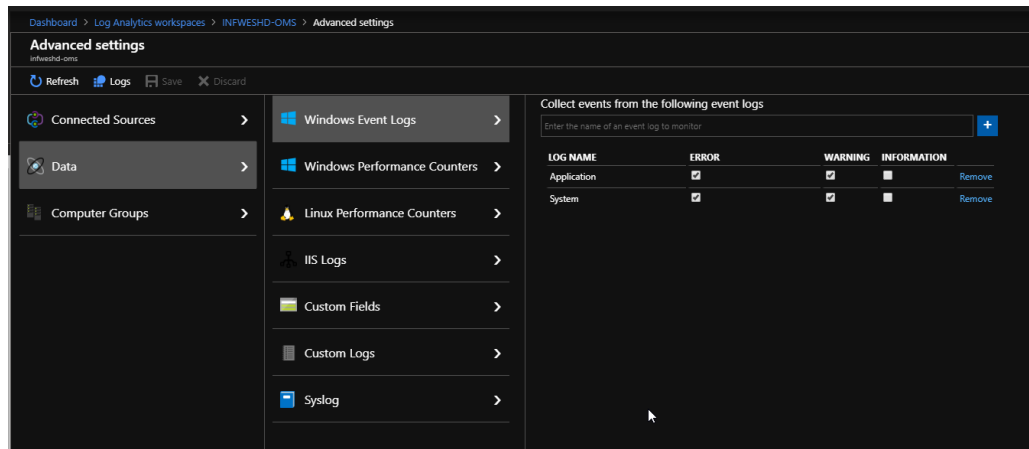 Dashboard > Log Analytics workspaces > INFWESHD-OMS > Advanced settings
Advanced settings
infweshd-oms
Refresh Logs Save Discard
Connected Sources
Data
Computer Groups
Windows Event Logs
Windows Performance Counters
Linux Performance Counters
IIS Logs
Custom Fields
Custom Logs
Syslog
Collect events from the following event logs
Enter the name of an event log to monitor
LOG NAME ERROR WARNING INFORMATION
Application Remove
System Remove